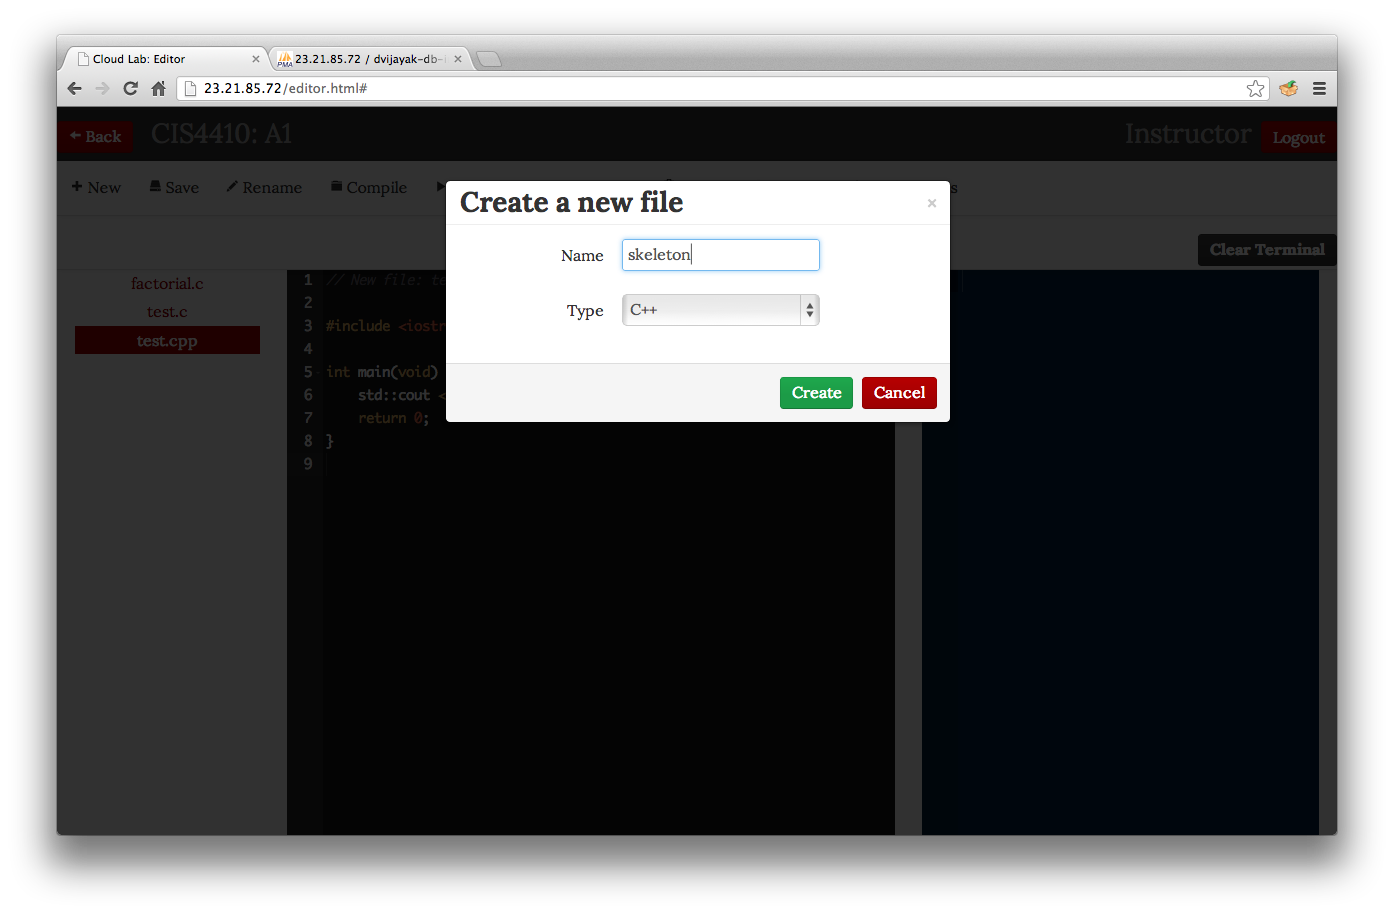 Cloud Lab: Editor
PMA 23.21.85.72 / dvijayak-db-
23.21.85.72/editor.html#
Back CIS4410: A1 Instructor Logout
New Save Rename Compile
Create a new file ×
Name skeleton
Type C++
Create Cancel
Clear Terminal
factorial.c
test.c
test.cpp
1 // New file:
2
3 #include
4
5 int main(void)
6 std::cout <
7 return 0;
8 }
9